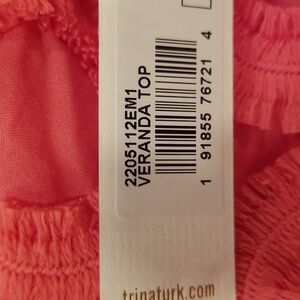 2205112EM1
VERANDA TOP
1 91855 76721 4
trinaturk.com